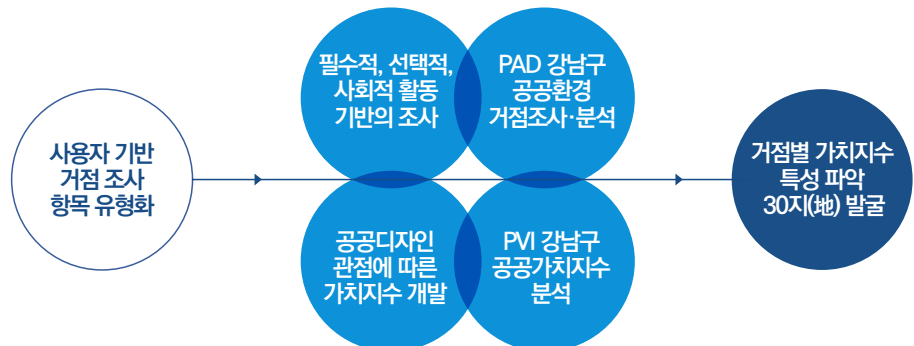 사용자 기반
거점 조사
항목 유형화
필수적, 선택적,
사회적 활동
기반의 조사
PAD 강남구
공공환경
거점조사·분석
공공디자인
관점에 따른
가치지수 개발
PVI 강남구
공공가치지수
분석
거점별 가치지수
특성 파악
30지(地) 발굴